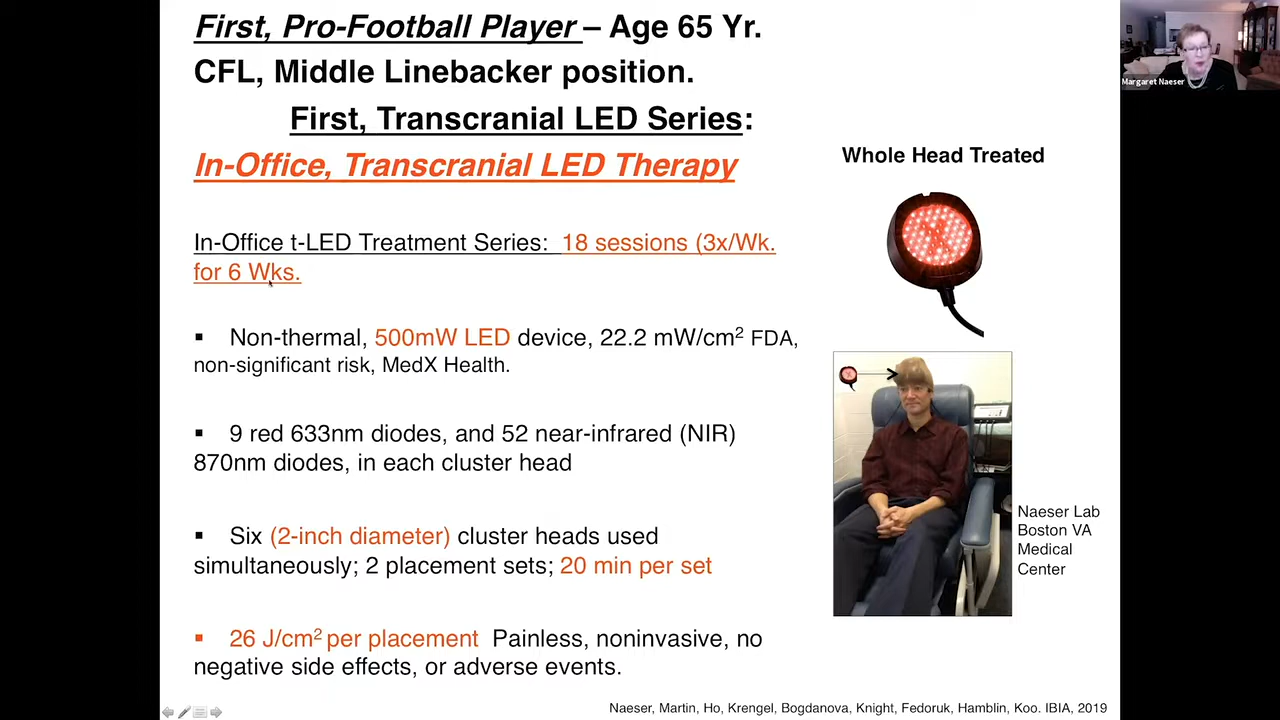 First, Pro-Football Player – Age 65 Yr.
CFL, Middle Linebacker position.
First, Transcranial LED Series:
In-Office, Transcranial LED Therapy
In-Office t-LED Treatment Series: 18 sessions (3x/Wk.
for 6 Wks.
▪ Non-thermal, 500mW LED device, 22.2 mW/cm² FDA,
non-significant risk, MedX Health.
▪ 9 red 633nm diodes, and 52 near-infrared (NIR)
870nm diodes, in each cluster head
▪ Six (2-inch diameter) cluster heads used
simultaneously; 2 placement sets; 20 min per set
▪ 26 J/cm² per placement Painless, noninvasive, no
negative side effects, or adverse events.
Whole Head Treated
Naeser Lab
Boston VA
Medical
Center
Naeser, Martin, Ho, Krengel, Bogdanova, Knight, Fedoruk, Hamblin, Koo. IBIA, 2019
Margaret Naeser